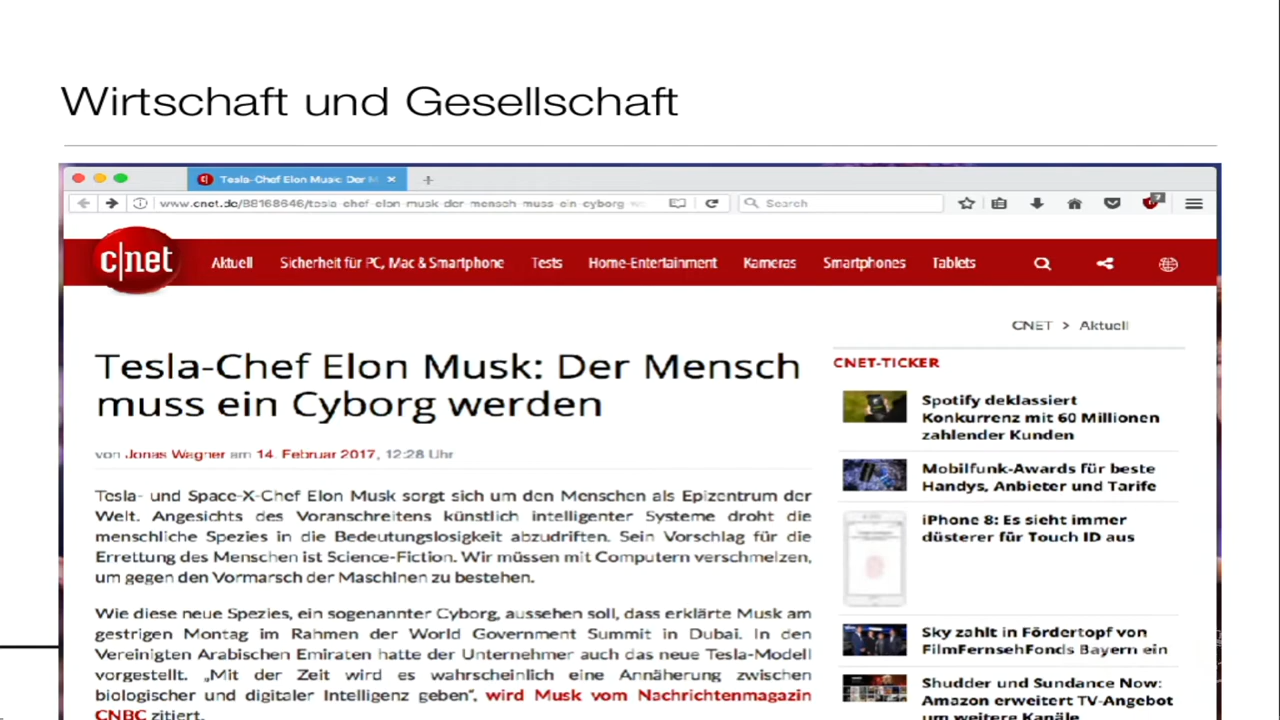 Wirtschaft und Gesellschaft
Tesla-Chef Elon Musk: Der M
www.cnet.de/88168646/tesla-chef-elon-musk-der-mensch-muss-ein-cyborg-we
Search
c|net
Aktuell Sicherheit für PC, Mac & Smartphone Tests Home-Entertainment Kameras Smartphones Tablets
CNET > Aktuell
Tesla-Chef Elon Musk: Der Mensch
muss ein Cyborg werden
von Jonas Wagner am 14. Februar 2017, 12:28 Uhr
Tesla- und Space-X-Chef Elon Musk sorgt sich um den Menschen als Epizentrum der
Welt. Angesichts des Voranschreitens künstlich intelligenter Systeme droht die
menschliche Spezies in die Bedeutungslosigkeit abzudriften. Sein Vorschlag für die
Errettung des Menschen ist Science-Fiction. Wir müssen mit Computern verschmelzen,
um gegen den Vormarsch der Maschinen zu bestehen.
Wie diese neue Spezies, ein sogenannter Cyborg, aussehen soll, dass erklärte Musk am
gestrigen Montag im Rahmen der World Government Summit in Dubai. In den
Vereinigten Arabischen Emiraten hatte der Unternehmer auch das neue Tesla-Modell
vorgestellt. „Mit der Zeit wird es wahrscheinlich eine Annäherung zwischen
biologischer und digitaler Intelligenz geben", wird Musk vom Nachrichtenmagazin
CNBC zitiert.
CNET-TICKER
Spotify deklassiert
Konkurrenz mit 60 Millionen
zahlender Kunden
Mobilfunk-Awards für beste
Handys, Anbieter und Tarife
iPhone 8: Es sieht immer
düsterer für Touch ID aus
Sky zahlt in Fördertopf von
FilmFernsehFonds Bayern ein
Shudder und Sundance Now:
Amazon erweitert TV-Angebot
um weitere Kanäle